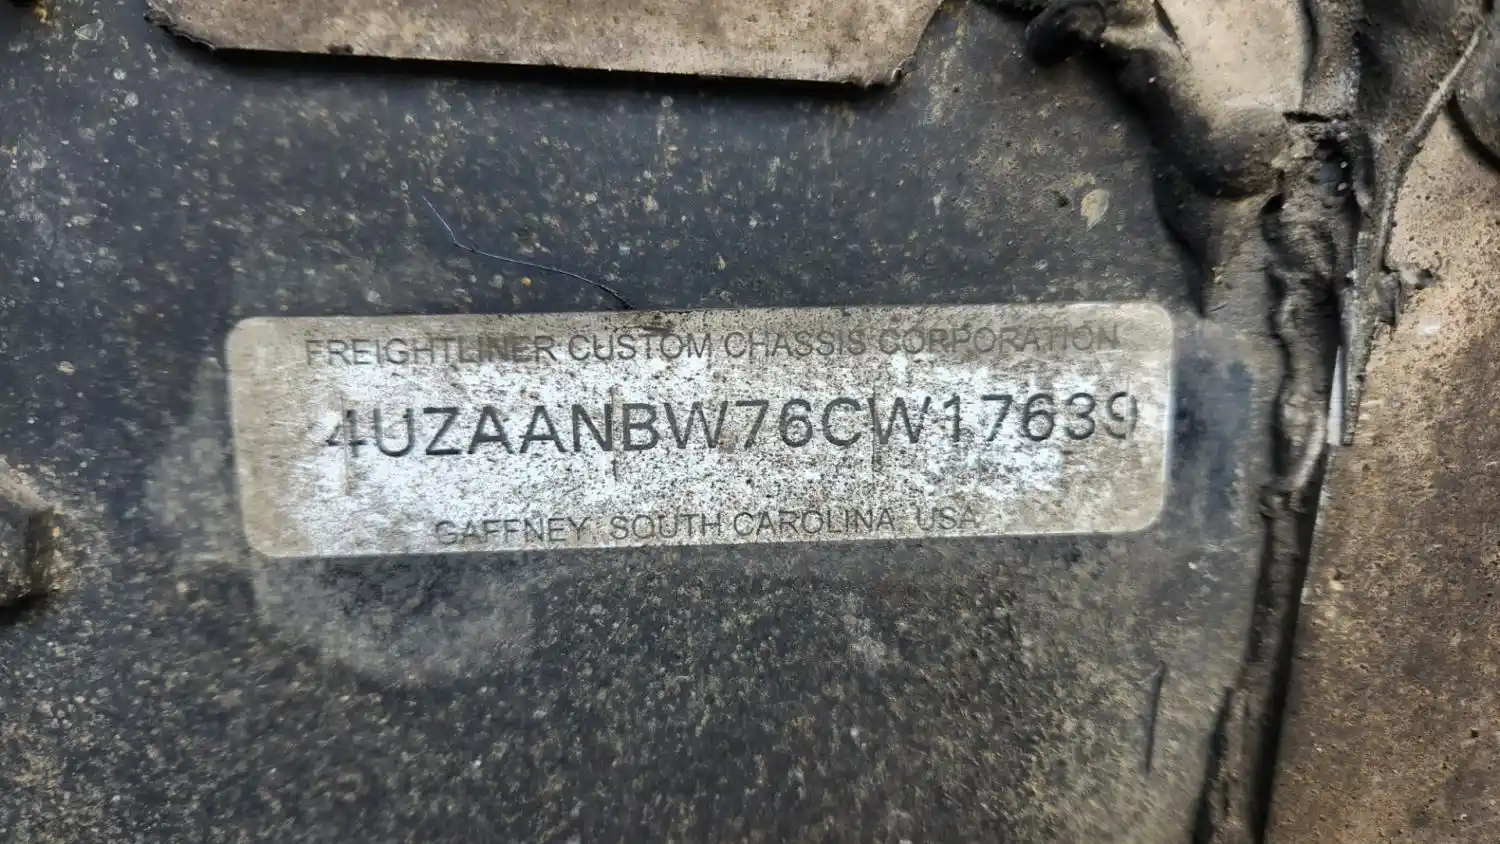 FREIGHTLINER CUSTOM CHASSIS CORPORATION
4UZAANBW76CW17639
GAFFNEY, SOUTH CAROLINA, USA